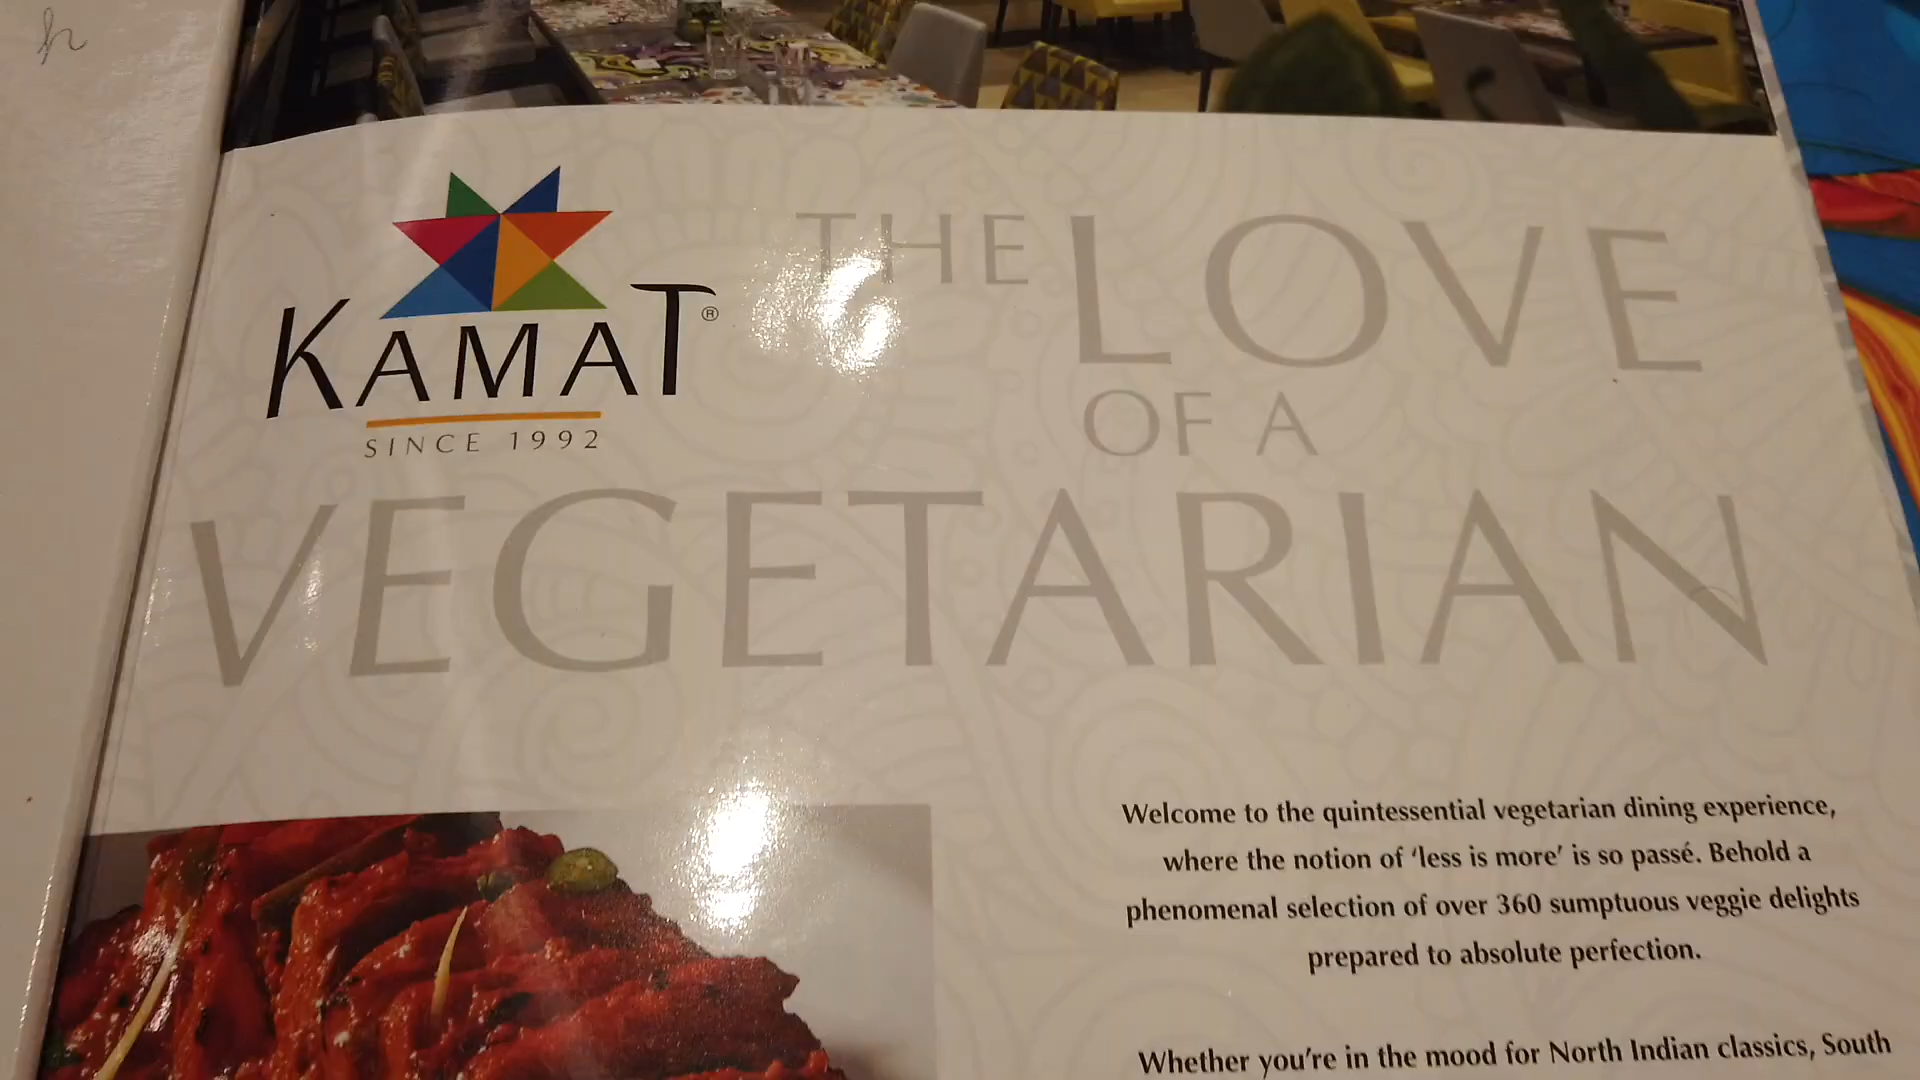 KAMAT®
SINCE 1992
THE LOVE
OF A
VEGETARIAN
Welcome to the quintessential vegetarian dining experience,
where the notion of ‘less is more’ is so passé. Behold a
phenomenal selection of over 360 sumptuous veggie delights
prepared to absolute perfection.
Whether you’re in the mood for North Indian classics, South